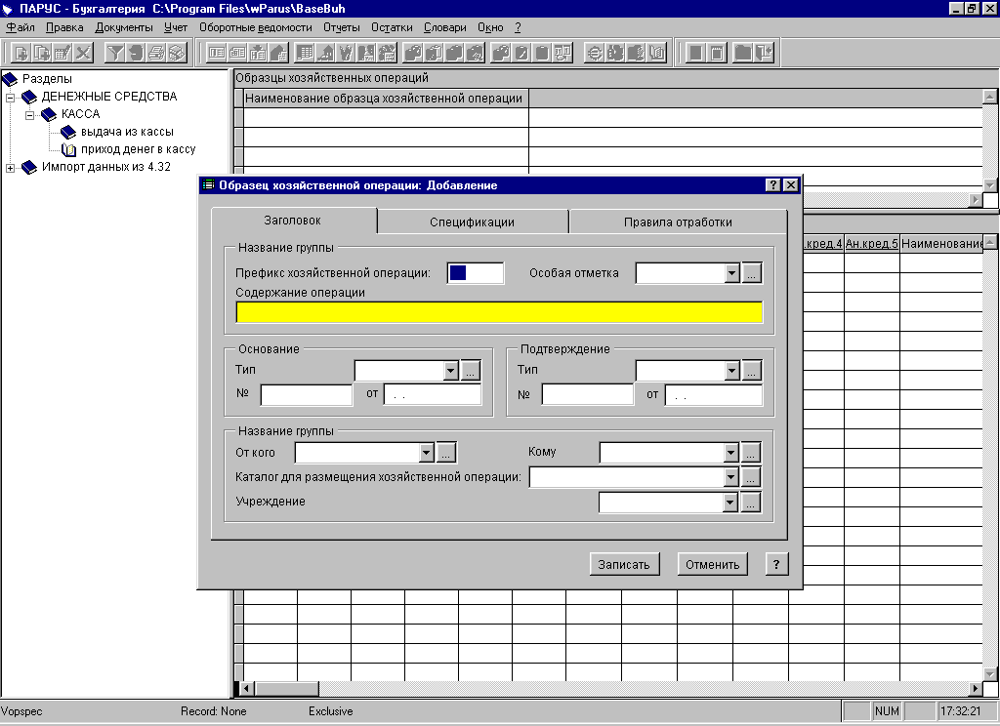 ПАРУС - Бухгалтерия C:\Program Files\wParus\BaseBuh
Файл Правка Документы Учет Оборотные ведомости Отчеты Остатки Словари Окно ?
Разделы
ДЕНЕЖНЫЕ СРЕДСТВА
КАССА
выдача из кассы
приход денег в кассу
Импорт данных из 4.32
Образцы хозяйственных операций
Наименование образца хозяйственной операции
.кред.4 Ан.кред.5 Наименование
Образец хозяйственной операции: Добавление
Заголовок Спецификации Правила отработки
Название группы
Префикс хозяйственной операции: Особая отметка ...
Содержание операции
Основание Подтверждение
Тип ... Тип ...
№ от . . № от . .
Название группы
От кого ... Кому ...
Каталог для размещения хозяйственной операции: ...
Учреждение ...
Записать Отменить ?
Vopspec Record: None Exclusive NUM 17:32:21